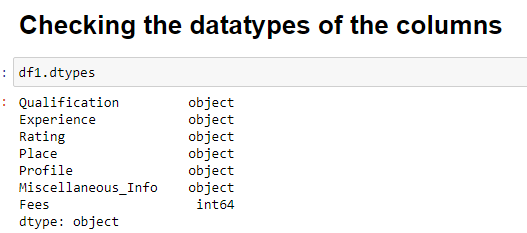 Checking the datatypes of the columns
: df1.dtypes
: Qualification object
Experience object
Rating object
Place object
Profile object
Miscellaneous_Info object
Fees int64
dtype: object